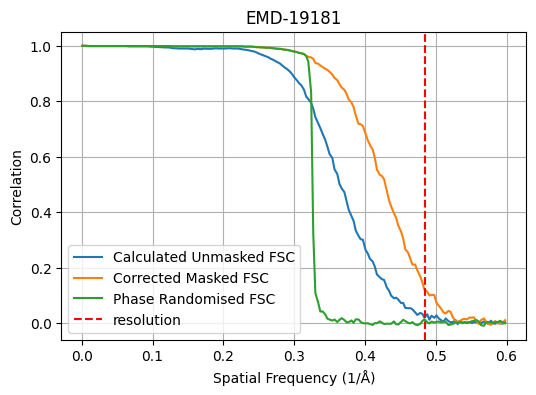 EMD-19181
1.0
0.8
0.6
0.4
0.2
0.0
Correlation
Calculated Unmasked FSC
Corrected Masked FSC
Phase Randomised FSC
resolution
0.0 0.1 0.2 0.3 0.4 0.5 0.6
Spatial Frequency (1/Å)